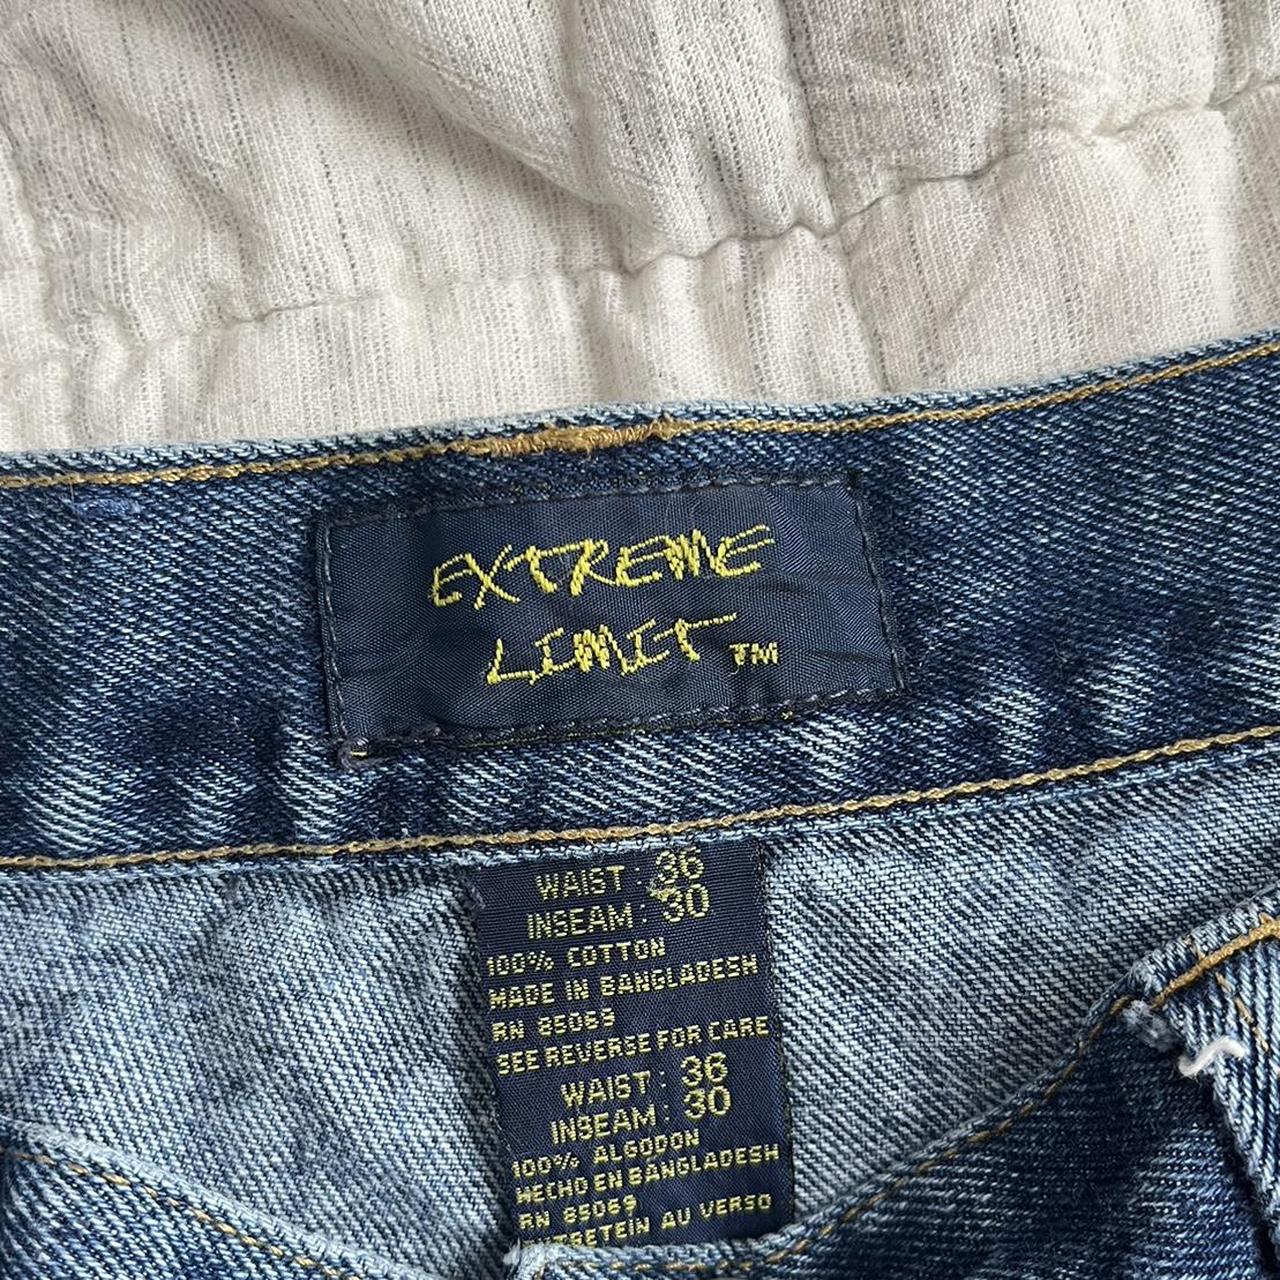 EXTREME
LIMIT TM
WAIST : 36
INSEAM : 30
100% COTTON
MADE IN BANGLADESH
RN 85069
SEE REVERSE FOR CARE
WAIST : 36
INSEAM : 30
100% ALGODON
HECHO EN BANGLADESH
RN 85069
AU VERSO